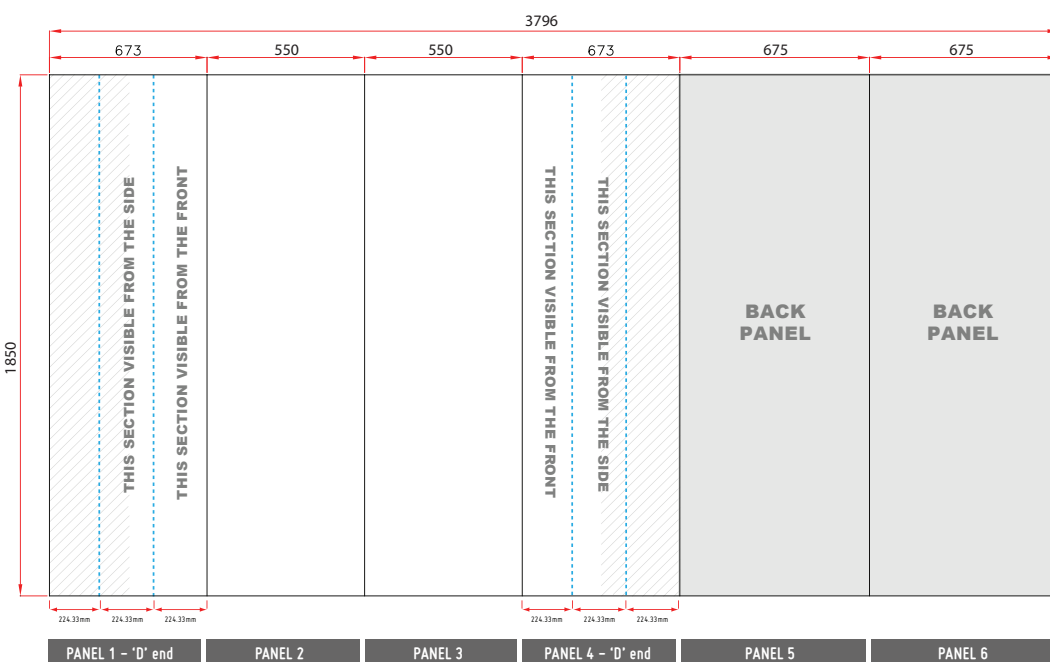 3796
673
550
550
673
675
675
1850
THIS SECTION VISIBLE FROM THE SIDE
THIS SECTION VISIBLE FROM THE FRONT
THIS SECTION VISIBLE FROM THE FRONT
THIS SECTION VISIBLE FROM THE SIDE
BACK
PANEL
BACK
PANEL
224.33mm
224.33mm
224.33mm
224.33mm
224.33mm
224.33mm
PANEL 1 – 'D' end
PANEL 2
PANEL 3
PANEL 4 – 'D' end
PANEL 5
PANEL 6